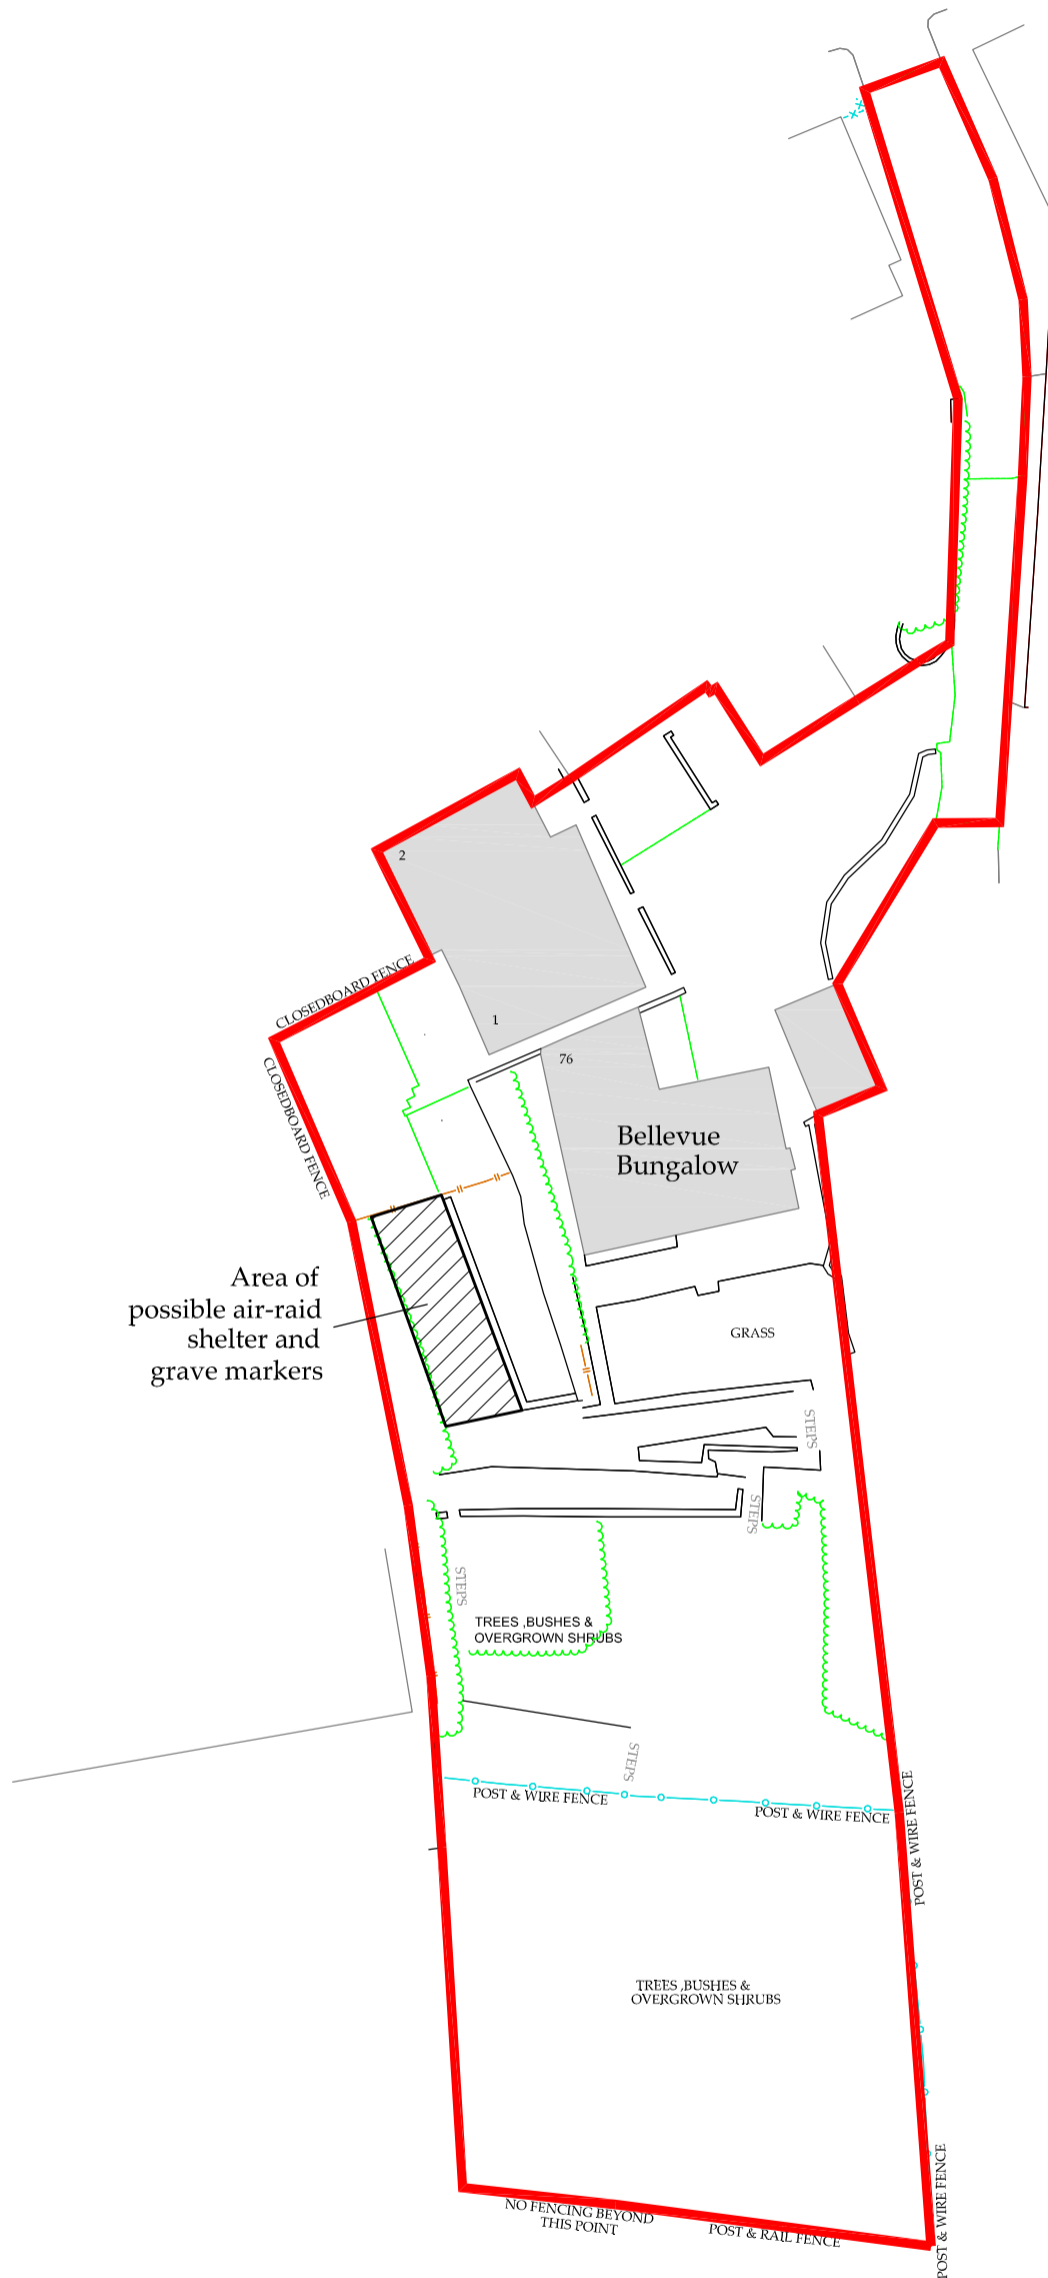 2
CLOSEDBOARD FENCE
1
76
CLOSEDBOARD FENCE
Bellevue
Bungalow
Area of
possible air-raid
shelter and
grave markers
GRASS
STEPS
STEPS
STEPS
TREES ,BUSHES &
OVERGROWN SHRUBS
STEPS
POST & WIRE FENCE
POST & WIRE FENCE
POST & WIRE FENCE
TREES ,BUSHES &
OVERGROWN SHRUBS
POST & WIRE FENCE
NO FENCING BEYOND
THIS POINT
POST & RAIL FENCE